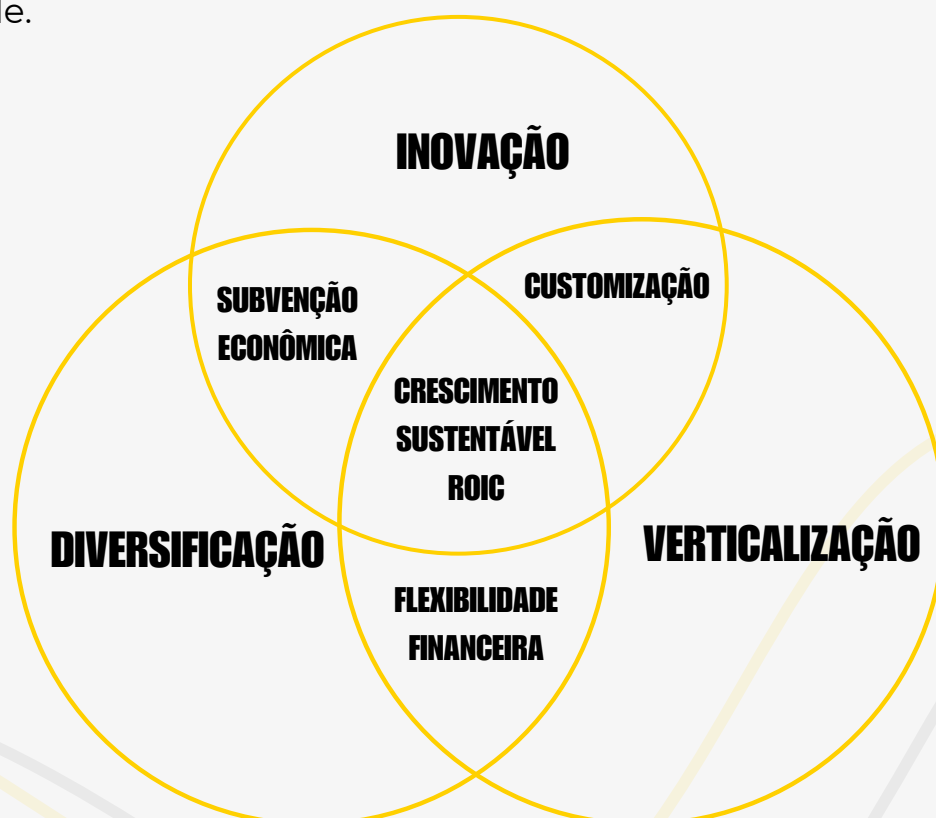 le.
INOVAÇÃO
SUBVENÇÃO
ECONÔMICA
CUSTOMIZAÇÃO
CRESCIMENTO
SUSTENTÁVEL
ROIC
DIVERSIFICAÇÃO
VERTICALIZAÇÃO
FLEXIBILIDADE
FINANCEIRA